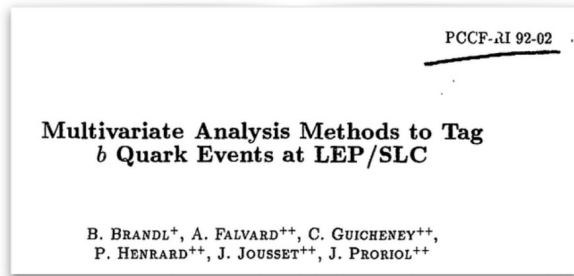 PCCF-RI 92-02
Multivariate Analysis Methods to Tag
b Quark Events at LEP/SLC
B. BRANDL+, A. FALVARD++, C. GUICHENEY++,
P. HENRARD++, J. JOUSSET++, J. PRORIOL++